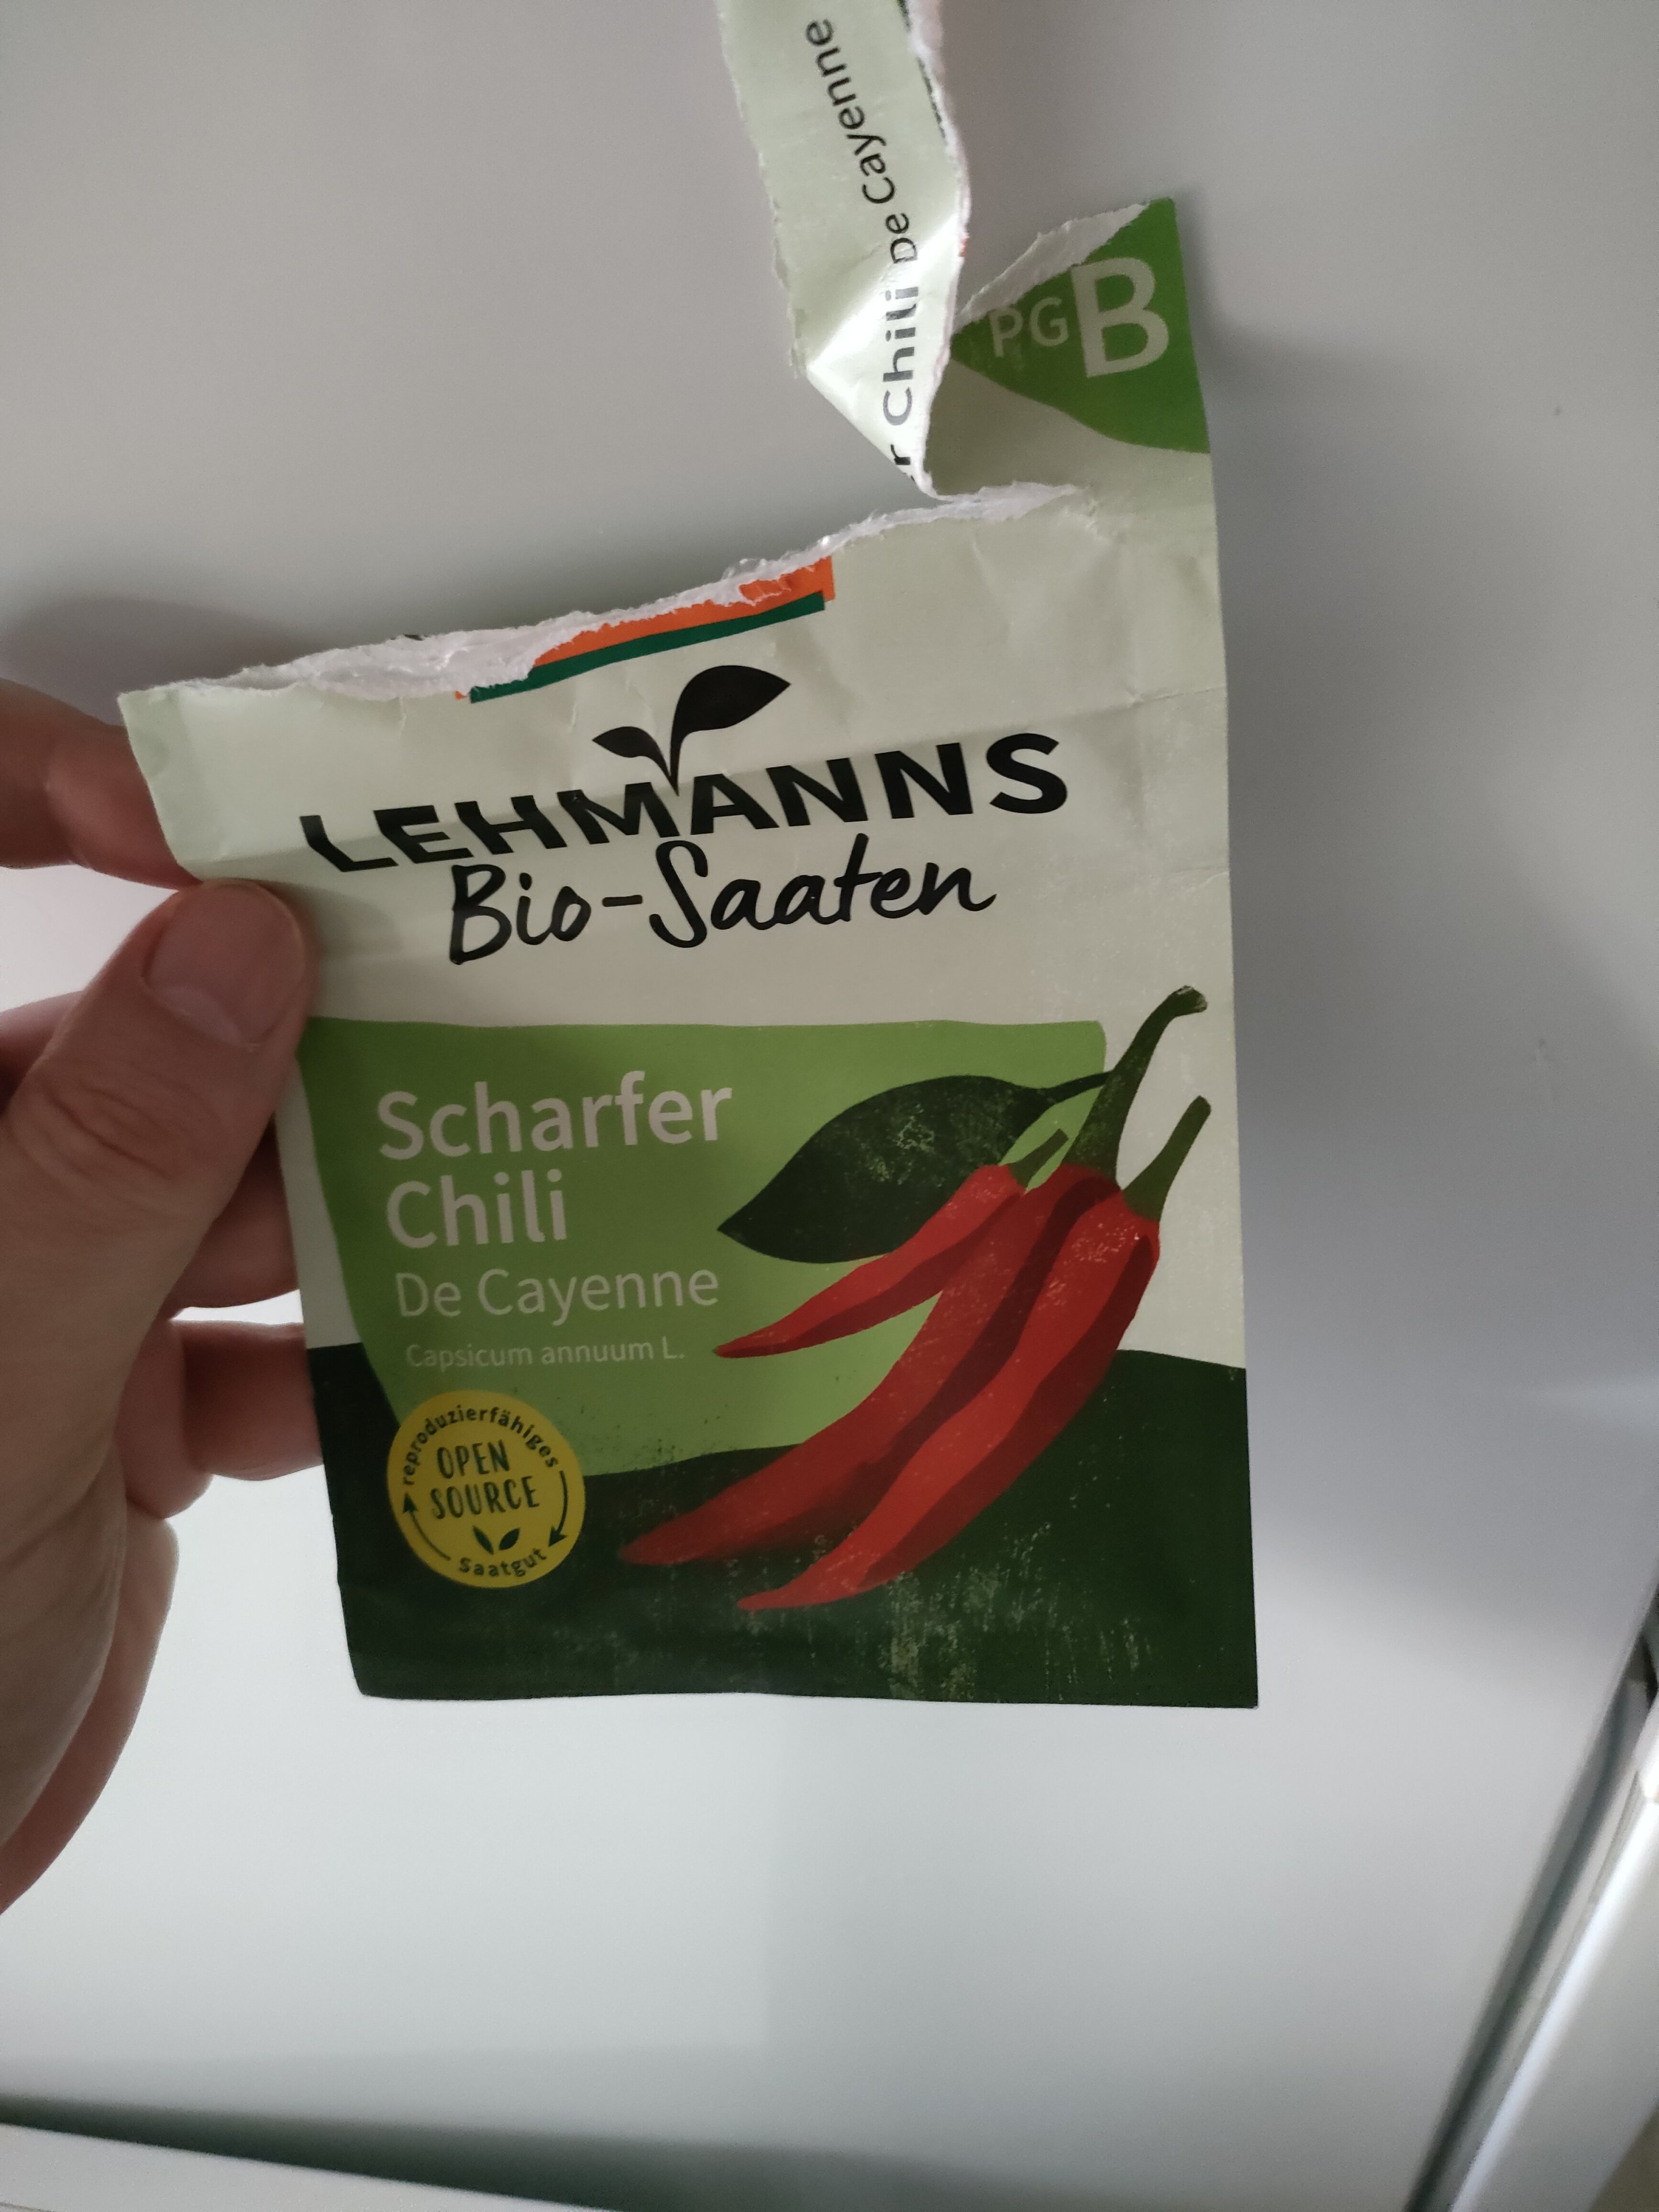 r Chili De Cayenne
PG B
LEHMANNS
Bio-Saaten
Scharfer
Chili
De Cayenne
Capsicum annuum L.
reproduzierfähiges
OPEN
SOURCE
Saatgut